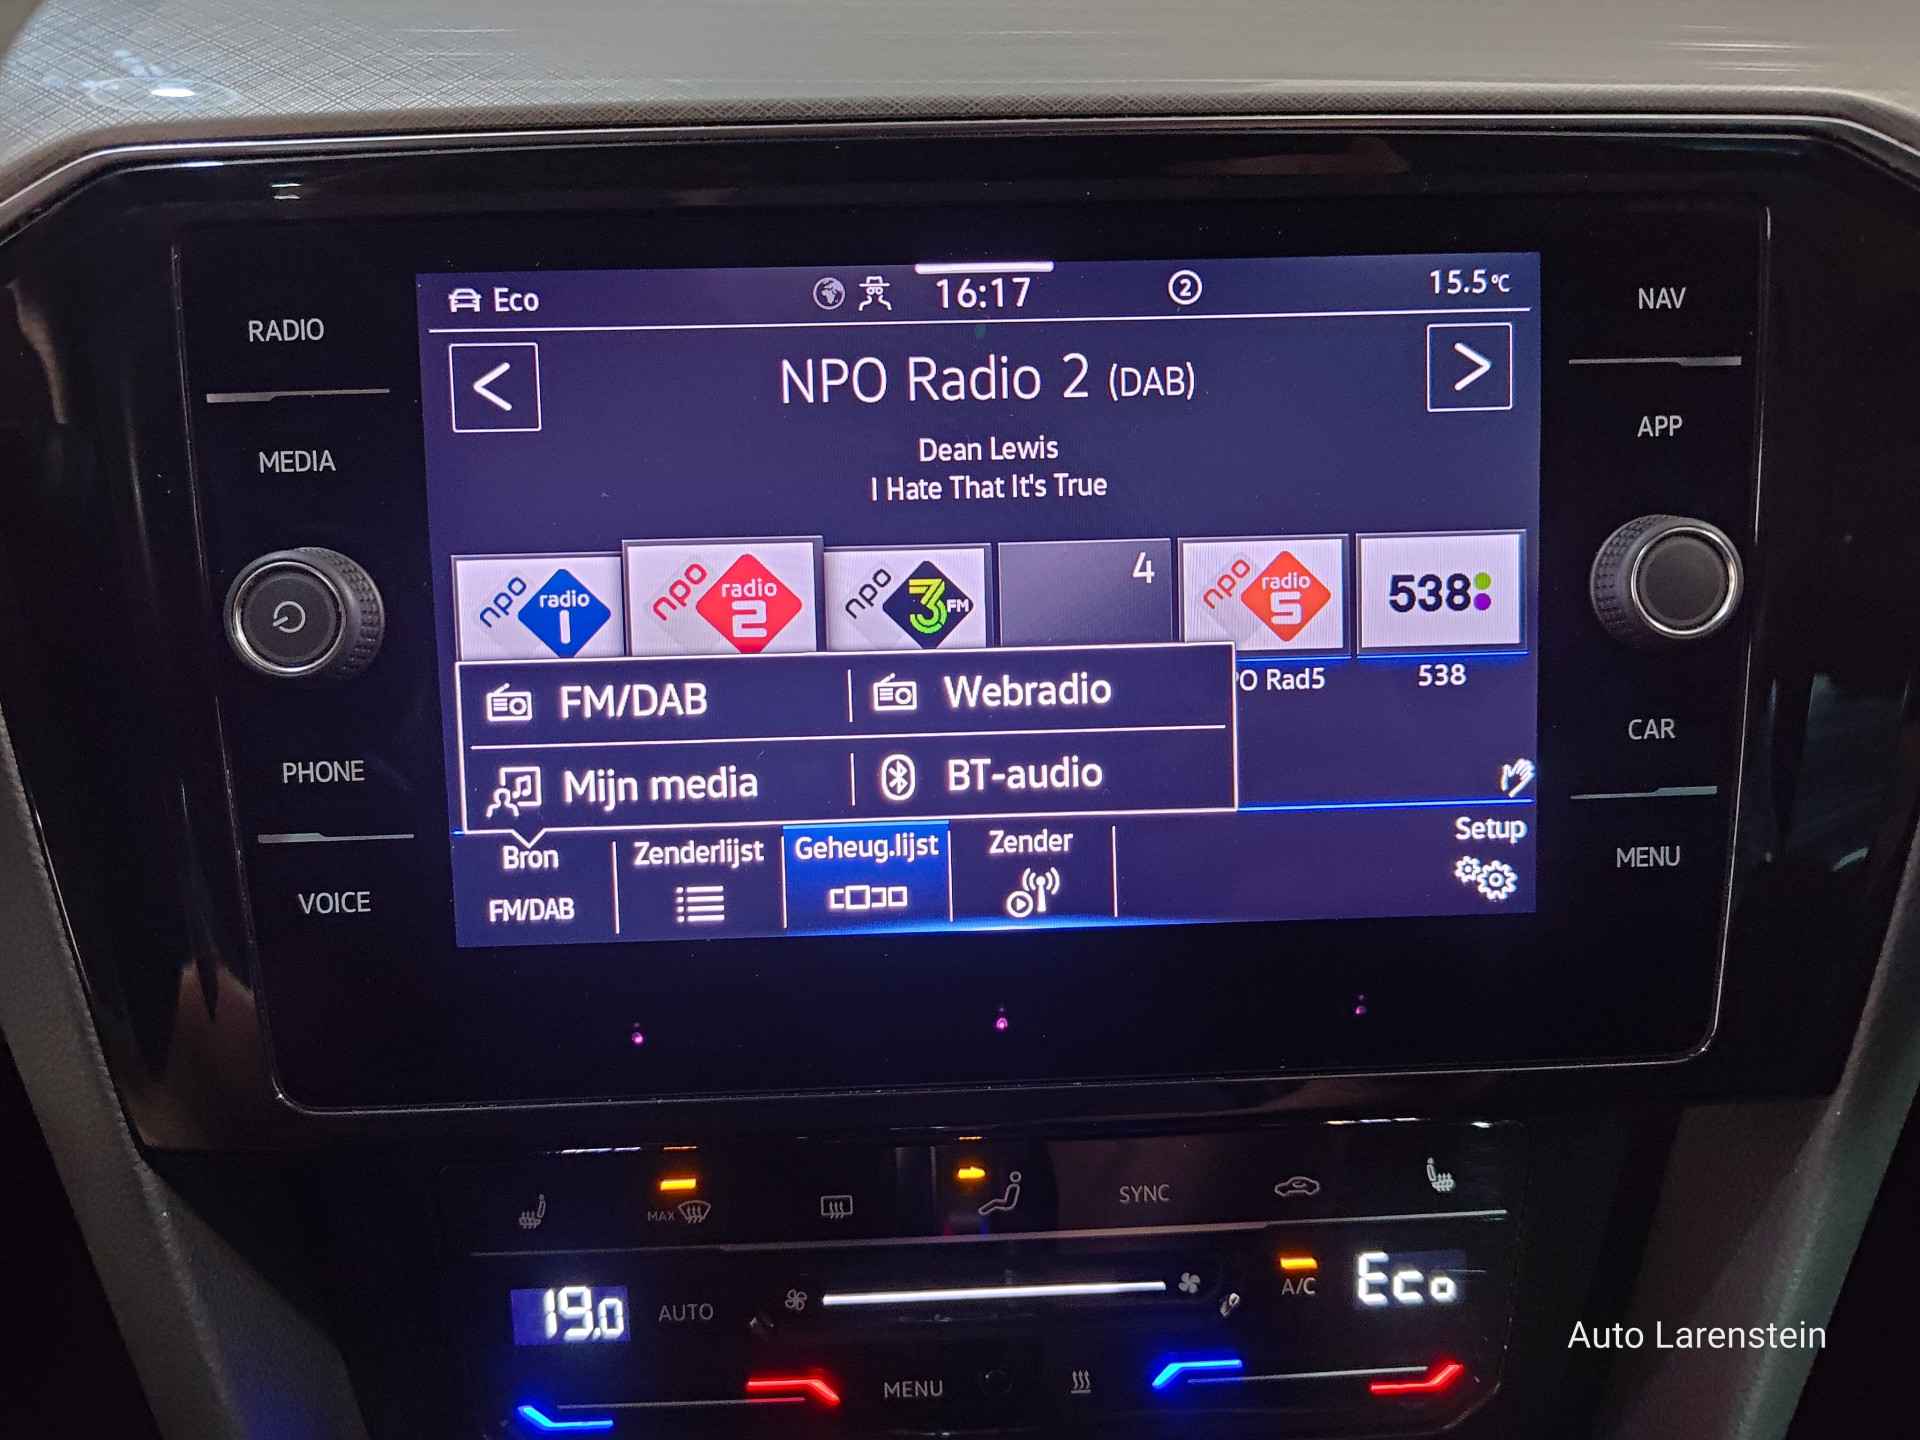 Eco
16:17
2
15.5°C
NPO Radio 2 (DAB)
Dean Lewis
I Hate That It's True
RADIO
MEDIA
PHONE
VOICE
NAV
APP
CAR
MENU
npo radio 1
npo radio 2
npo 3FM
4
npo radio 5
538
O Rad5
538
FM/DAB
Webradio
Mijn media
BT-audio
Bron
FM/DAB
Zenderlijst
Geheug.lijst
Zender
Setup
MAX
SYNC
19.0
AUTO
A/C
Eco
MENU
Auto Larenstein